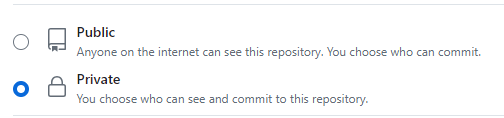 Public
Anyone on the internet can see this repository. You choose who can commit.
Private
You choose who can see and commit to this repository.